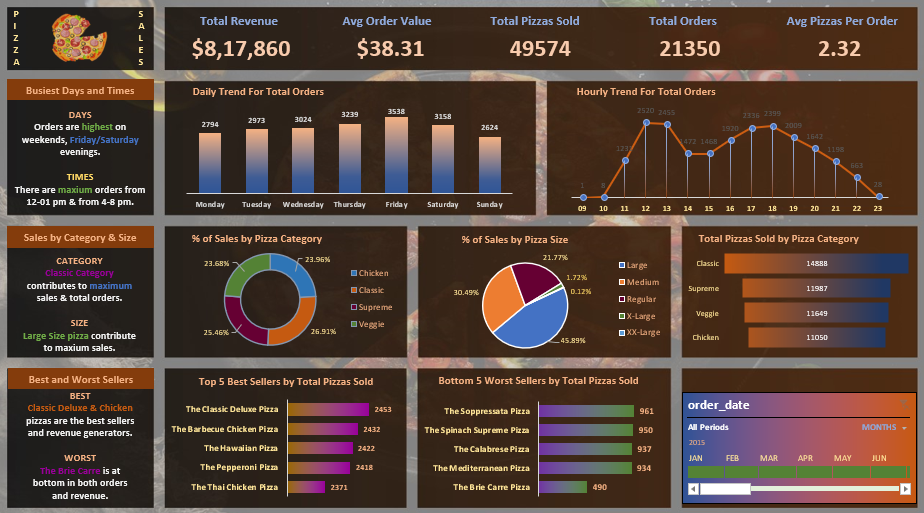 PIZZA
SALES
Total Revenue
$8,17,860
Avg Order Value
$38.31
Total Pizzas Sold
49574
Total Orders
21350
Avg Pizzas Per Order
2.32
Busiest Days and Times
DAYS
Orders are highest on
weekends, Friday/Saturday
evenings.
TIMES
There are maxium orders from
12-01 pm & from 4-8 pm.
Daily Trend For Total Orders
2794 2973 3024 3239 3538 3158 2624
Monday Tuesday Wednesday Thursday Friday Saturday Sunday
Hourly Trend For Total Orders
2520 2455 1920 2336 2399 2009 1642 1198 663 28
09 10 11 12 13 14 15 16 17 18 19 20 21 22 23
Sales by Category & Size
CATEGORY
Classic Category
contributes to maximum
sales & total orders.
SIZE
Large Size pizza contribute
to maxium sales.
% of Sales by Pizza Category
23.68%
23.96%
25.46%
26.91%
Chicken
Classic
Supreme
Veggie
% of Sales by Pizza Size
21.77%
1.72%
0.12%
30.49%
45.89%
Large
Medium
Regular
X-Large
XX-Large
Total Pizzas Sold by Pizza Category
Classic 14888
Supreme 11987
Veggie 11649
Chicken 11050
Best and Worst Sellers
BEST
Classic Deluxe & Chicken
pizzas are the best sellers
and revenue generators.
WORST
The Brie Carre is at
bottom in both orders
and revenue.
Top 5 Best Sellers by Total Pizzas Sold
The Classic Deluxe Pizza 2453
The Barbecue Chicken Pizza 2432
The Hawaiian Pizza 2422
The Pepperoni Pizza 2418
The Thai Chicken Pizza 2371
Bottom 5 Worst Sellers by Total Pizzas Sold
The Soppressata Pizza 961
The Spinach Supreme Pizza 950
The Calabrese Pizza 937
The Mediterranean Pizza 934
The Brie Carre Pizza 490
order_date
All Periods MONTHS
2015
JAN FEB MAR APR MAY JUN